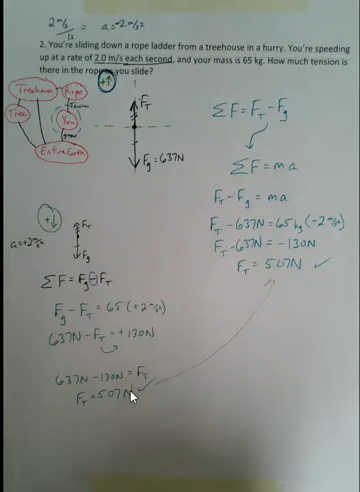 2 m/s / 1s = a = -2 m/s²
2. You're sliding down a rope ladder from a treehouse in a hurry. You're speeding
up at a rate of 2.0 m/s each second, and your mass is 65 kg. How much tension is
there in the rope as you slide?
+↑
Treehouse
Rope
Tension
Tree
You
grav
Entire Earth
F_T
F_g = 637N
ΣF = F_T - F_g
ΣF = ma
F_T - F_g = ma
F_T - 637N = 65 kg (-2 m/s²)
F_T - 637N = -130N
F_T = 507N ✓
+↓
a = +2 m/s²
F_T
F_g
ΣF = F_g ⊖ F_T
F_g - F_T = 65 (+2 m/s²)
637N - F_T = +130N
637N - 130N = F_T
F_T = 507N ✓